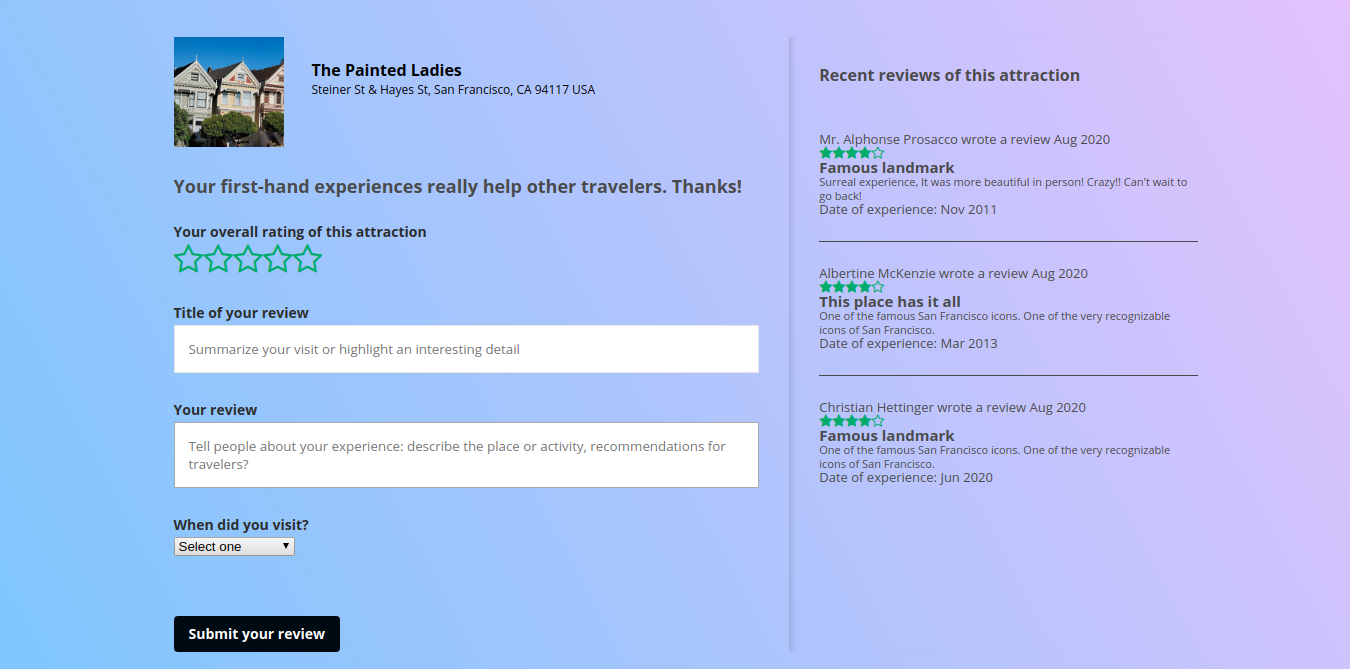 The Painted Ladies
Steiner St & Hayes St, San Francisco, CA 94117 USA
Your first-hand experiences really help other travelers. Thanks!
Your overall rating of this attraction
Title of your review
Summarize your visit or highlight an interesting detail
Your review
Tell people about your experience: describe the place or activity, recommendations for
travelers?
When did you visit?
Select one
Submit your review
Recent reviews of this attraction
Mr. Alphonse Prosacco wrote a review Aug 2020
Famous landmark
Surreal experience, It was more beautiful in person! Crazy!! Can't wait to
go back!
Date of experience: Nov 2011
Albertine McKenzie wrote a review Aug 2020
This place has it all
One of the famous San Francisco icons. One of the very recognizable
icons of San Francisco.
Date of experience: Mar 2013
Christian Hettinger wrote a review Aug 2020
Famous landmark
One of the famous San Francisco icons. One of the very recognizable
icons of San Francisco.
Date of experience: Jun 2020